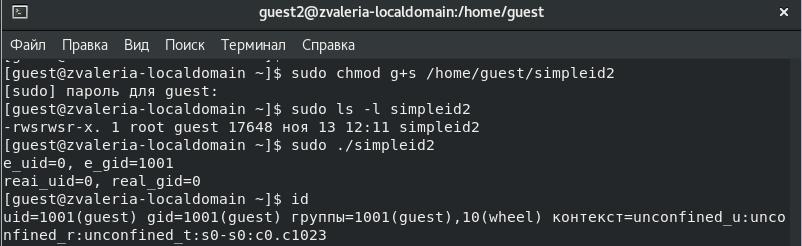 guest2@zvaleria-localdomain:/home/guest
Файл Правка Вид Поиск Терминал Справка
[guest@zvaleria-localdomain ~]$ sudo chmod g+s /home/guest/simpleid2
[sudo] пароль для guest:
[guest@zvaleria-localdomain ~]$ sudo ls -l simpleid2
-rwsrwsr-x. 1 root guest 17648 ноя 13 12:11 simpleid2
[guest@zvaleria-localdomain ~]$ sudo ./simpleid2
e_uid=0, e_gid=1001
reai_uid=0, real_gid=0
[guest@zvaleria-localdomain ~]$ id
uid=1001(guest) gid=1001(guest) группы=1001(guest),10(wheel) контекст=unconfined_u:unco
nfined_r:unconfined_t:s0-s0:c0.c1023